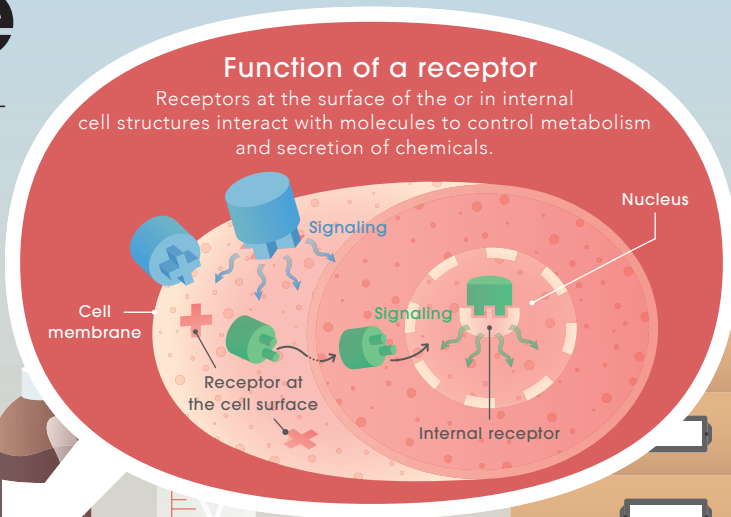 e
Function of a receptor
Receptors at the surface of the or in internal
cell structures interact with molecules to control metabolism
and secretion of chemicals.
Nucleus
Signaling
Signaling
Cell
membrane
Receptor at
the cell surface
Internal receptor